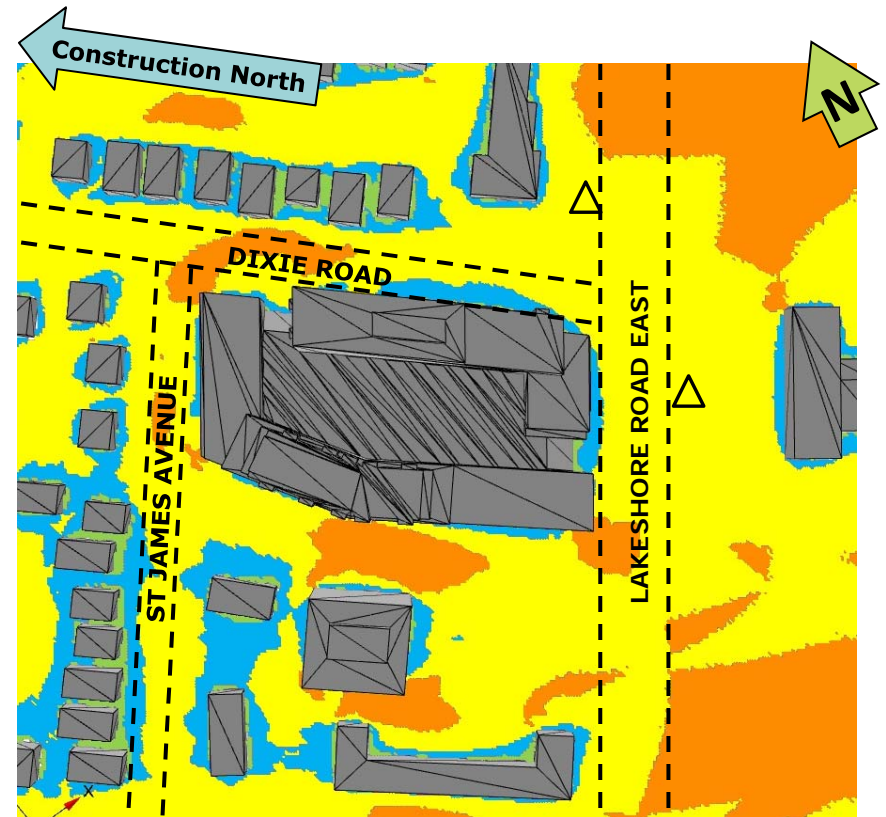 Construction North
N
DIXIE ROAD
ST JAMES AVENUE
LAKESHORE ROAD EAST
X